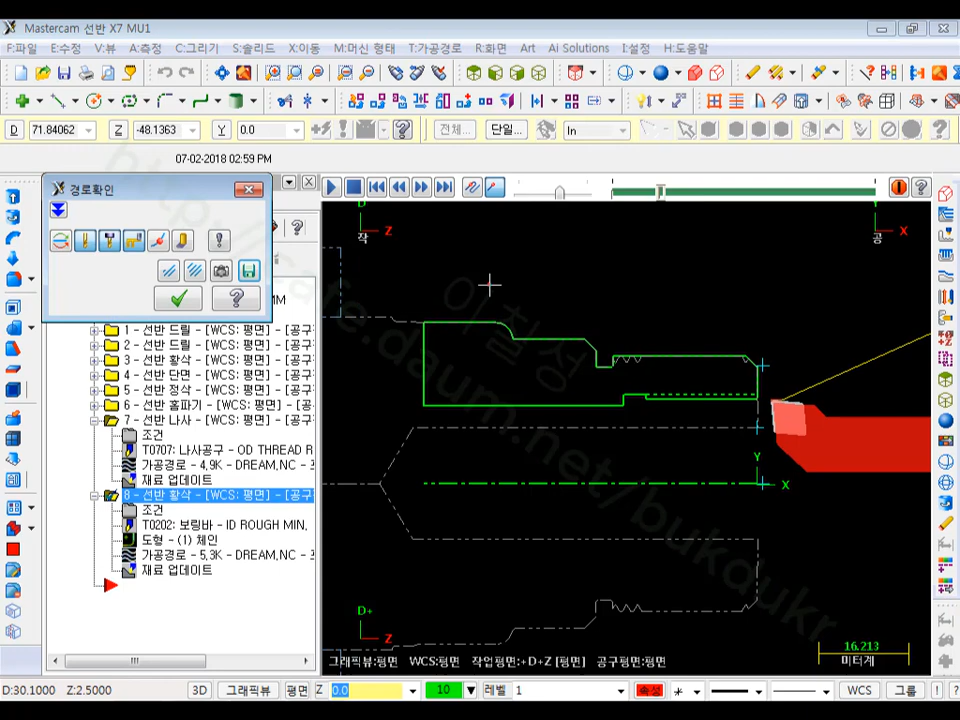 Mastercam 선반 X7 MU1
F:파일 E:수정 V:뷰 A:측정 C:그리기 S:솔리드 X:이동 M:머신 형태 T:가공경로 R:화면 Art Ai Solutions I:설정 H:도움말
D 71.84062 Z -48.1363 Y 0.0 전체... 단일... In
07-02-2018 02:59 PM
경로확인
D Z
Y X
작
공
MM
1 - 선반 드릴 - [WCS: 평면] - [공구
2 - 선반 드릴 - [WCS: 평면] - [공구
3 - 선반 황삭 - [WCS: 평면] - [공구
4 - 선반 단면 - [WCS: 평면] - [공구
5 - 선반 정삭 - [WCS: 평면] - [공구
6 - 선반 홈파기 - [WCS: 평면] - [공
7 - 선반 나사 - [WCS: 평면] - [공구
조건
T0707: 나사공구 - OD THREAD R
가공경로 - 4.9K - DREAM.NC -
재료 업데이트
8 - 선반 황삭 - [WCS: 평면] - [공구
조건
T0202: 보링바 - ID ROUGH MIN.
도형 - (1) 체인
가공경로 - 5.3K - DREAM.NC -
재료 업데이트
Y
X
D+
Z
16.213
미터계
그래픽뷰:평면 WCS:평면 작업평면:+D+Z [평면] 공구평면:평면
D:30.1000 Z:2.5000 3D 그래픽뷰 평면 Z 0.0 10 레벨 1 속성 WCS 그룹 ! ?
이창성
http://cafe.daum.net/bukdukr